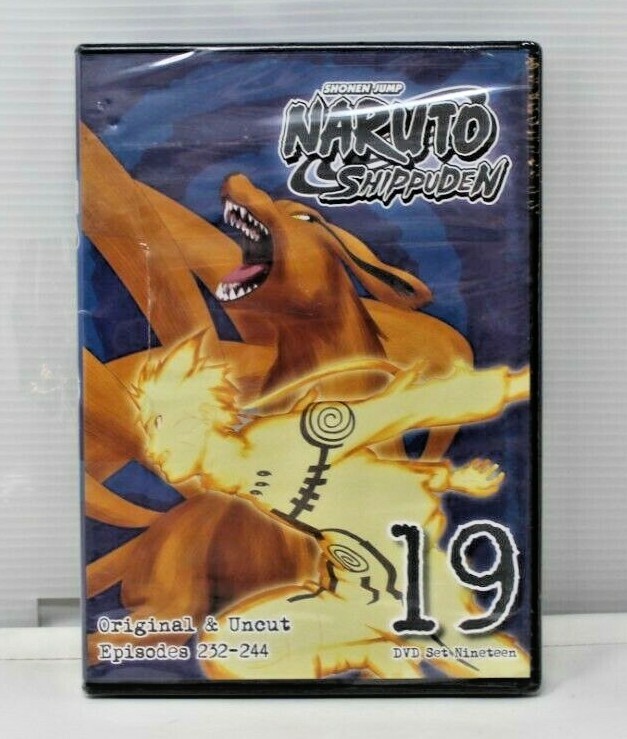 SHONEN JUMP
NARUTO
SHIPPUDEN
19
Original & Uncut
Episodes 232-244
DVD Set Nineteen